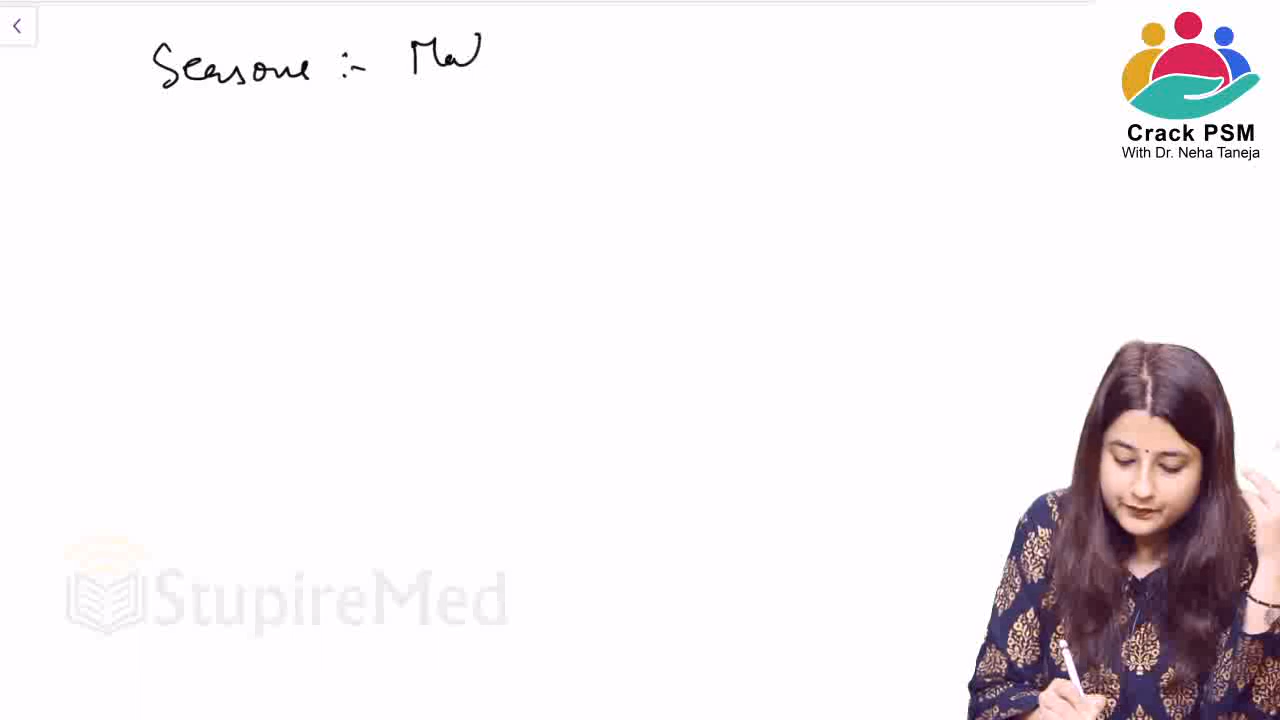 Seasons :- Ma
Crack PSM
With Dr. Neha Taneja
StupireMed